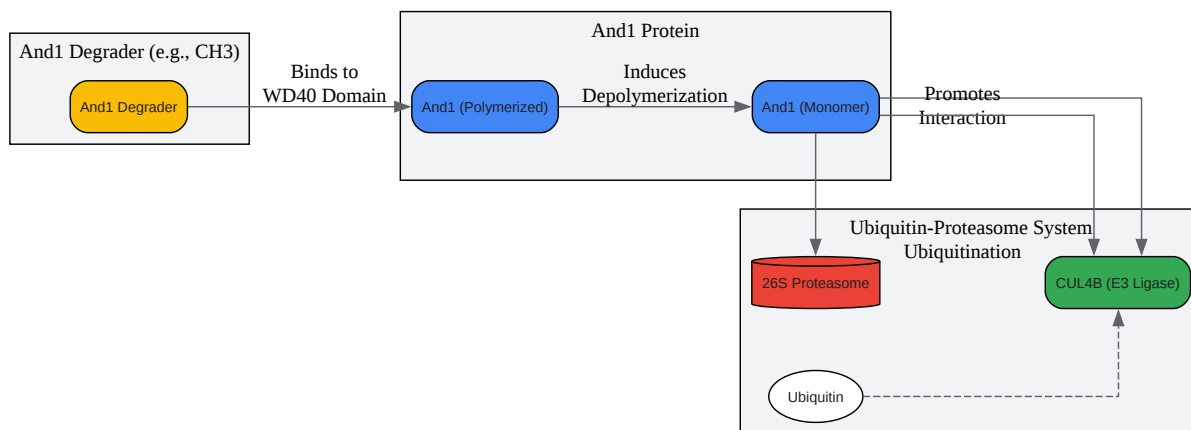 And1 Protein
And1 Degrader (e.g., CH3)
And1 Degrader
Binds to
WD40 Domain
And1 (Polymerized)
Induces
Depolymerization
And1 (Monomer)
Promotes
Interaction
Ubiquitin-Proteasome System
Ubiquitination
26S Proteasome
CUL4B (E3 Ligase)
Ubiquitin